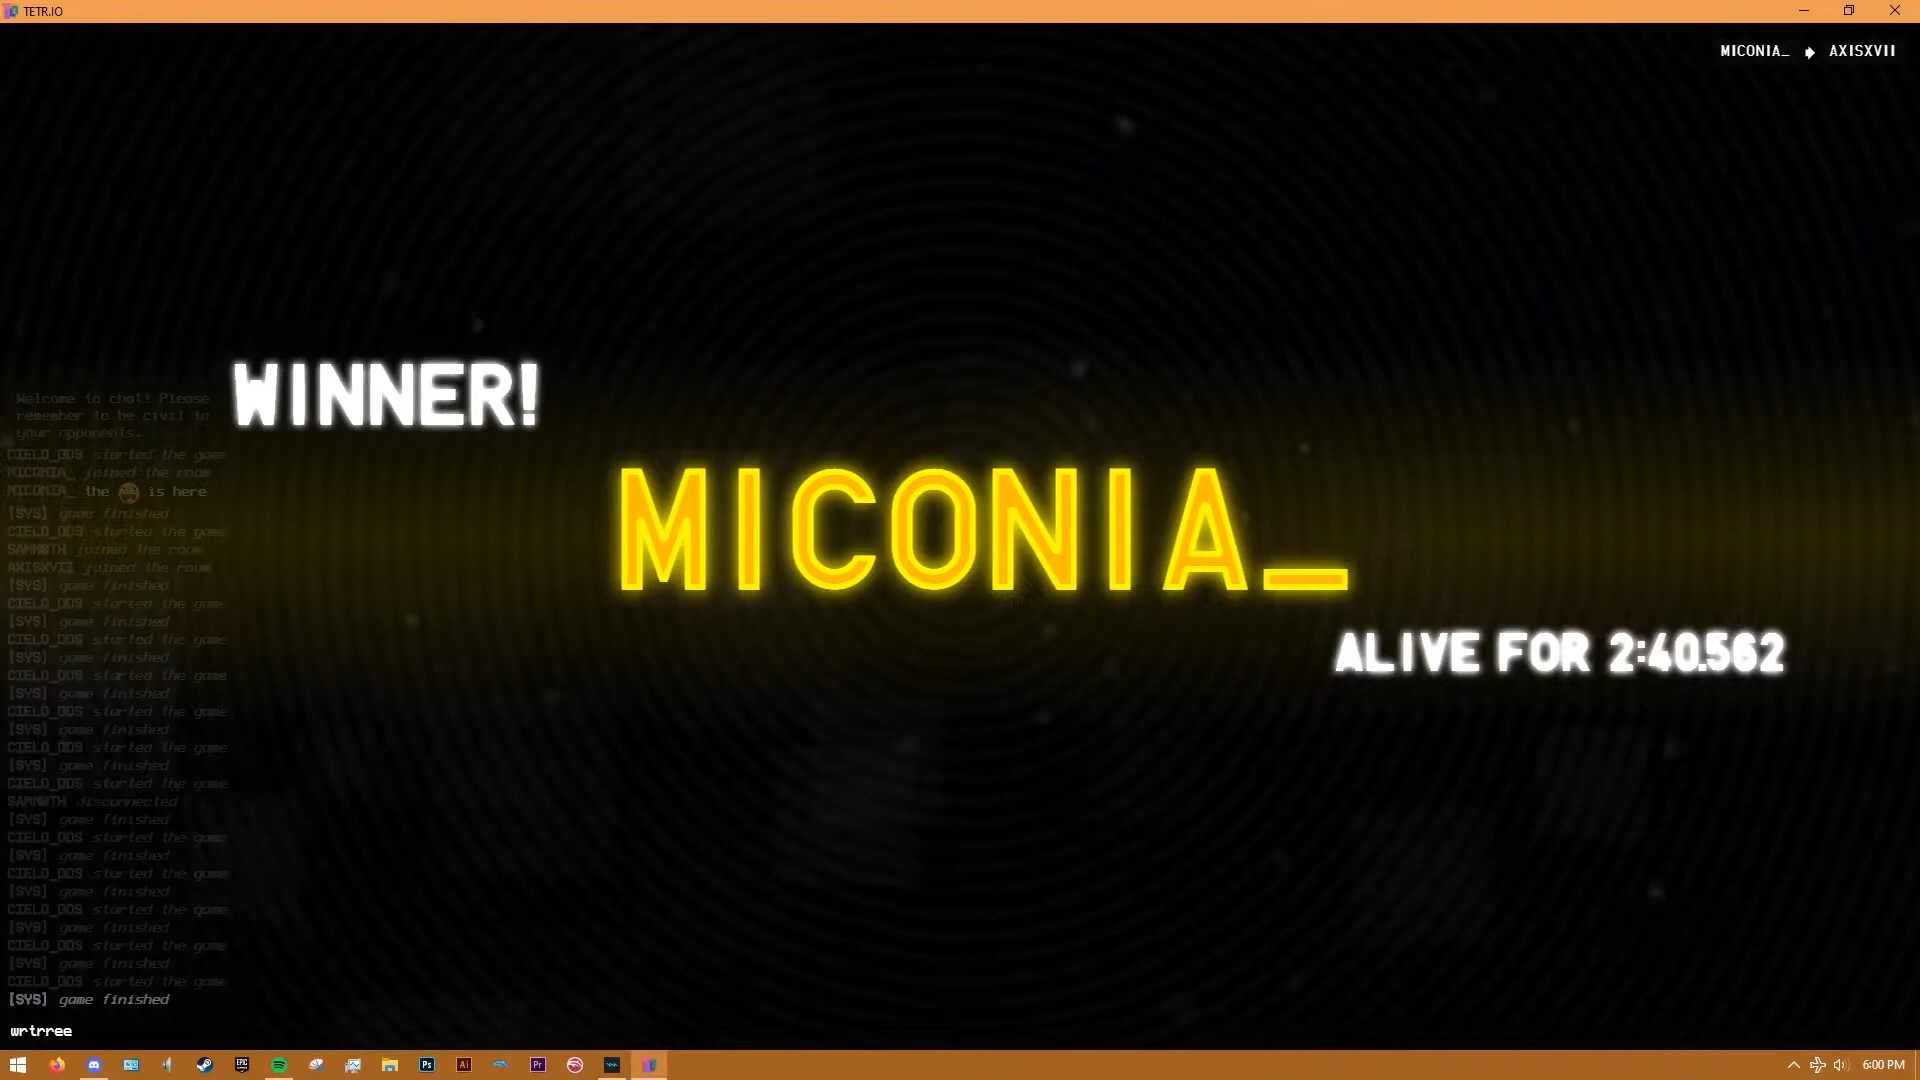 TETR.IO
MICONIA_ AXISXVII
WINNER!
MICONIA_
ALIVE FOR 2:40.562
Welcome to chat! Please
remember to be civil to
your opponents.
CIELO_DOS started the game
MICONIA_ joined the room
MICONIA_ the is here
[SYS] game finished
CIELO_DOS started the game
SAMMØTH joined the room
AXISXVII joined the room
[SYS] game finished
CIELO_DOS started the game
[SYS] game finished
CIELO_DOS started the game
[SYS] game finished
CIELO_DOS started the game
[SYS] game finished
CIELO_DOS started the game
[SYS] game finished
CIELO_DOS started the game
[SYS] game finished
CIELO_DOS started the game
SAMMØTH disconnected
[SYS] game finished
CIELO_DOS started the game
[SYS] game finished
CIELO_DOS started the game
[SYS] game finished
CIELO_DOS started the game
[SYS] game finished
CIELO_DOS started the game
[SYS] game finished
CIELO_DOS started the game
[SYS] game finished
wrtrree
EPIC
Ps
Ai
Pr
6:00 PM